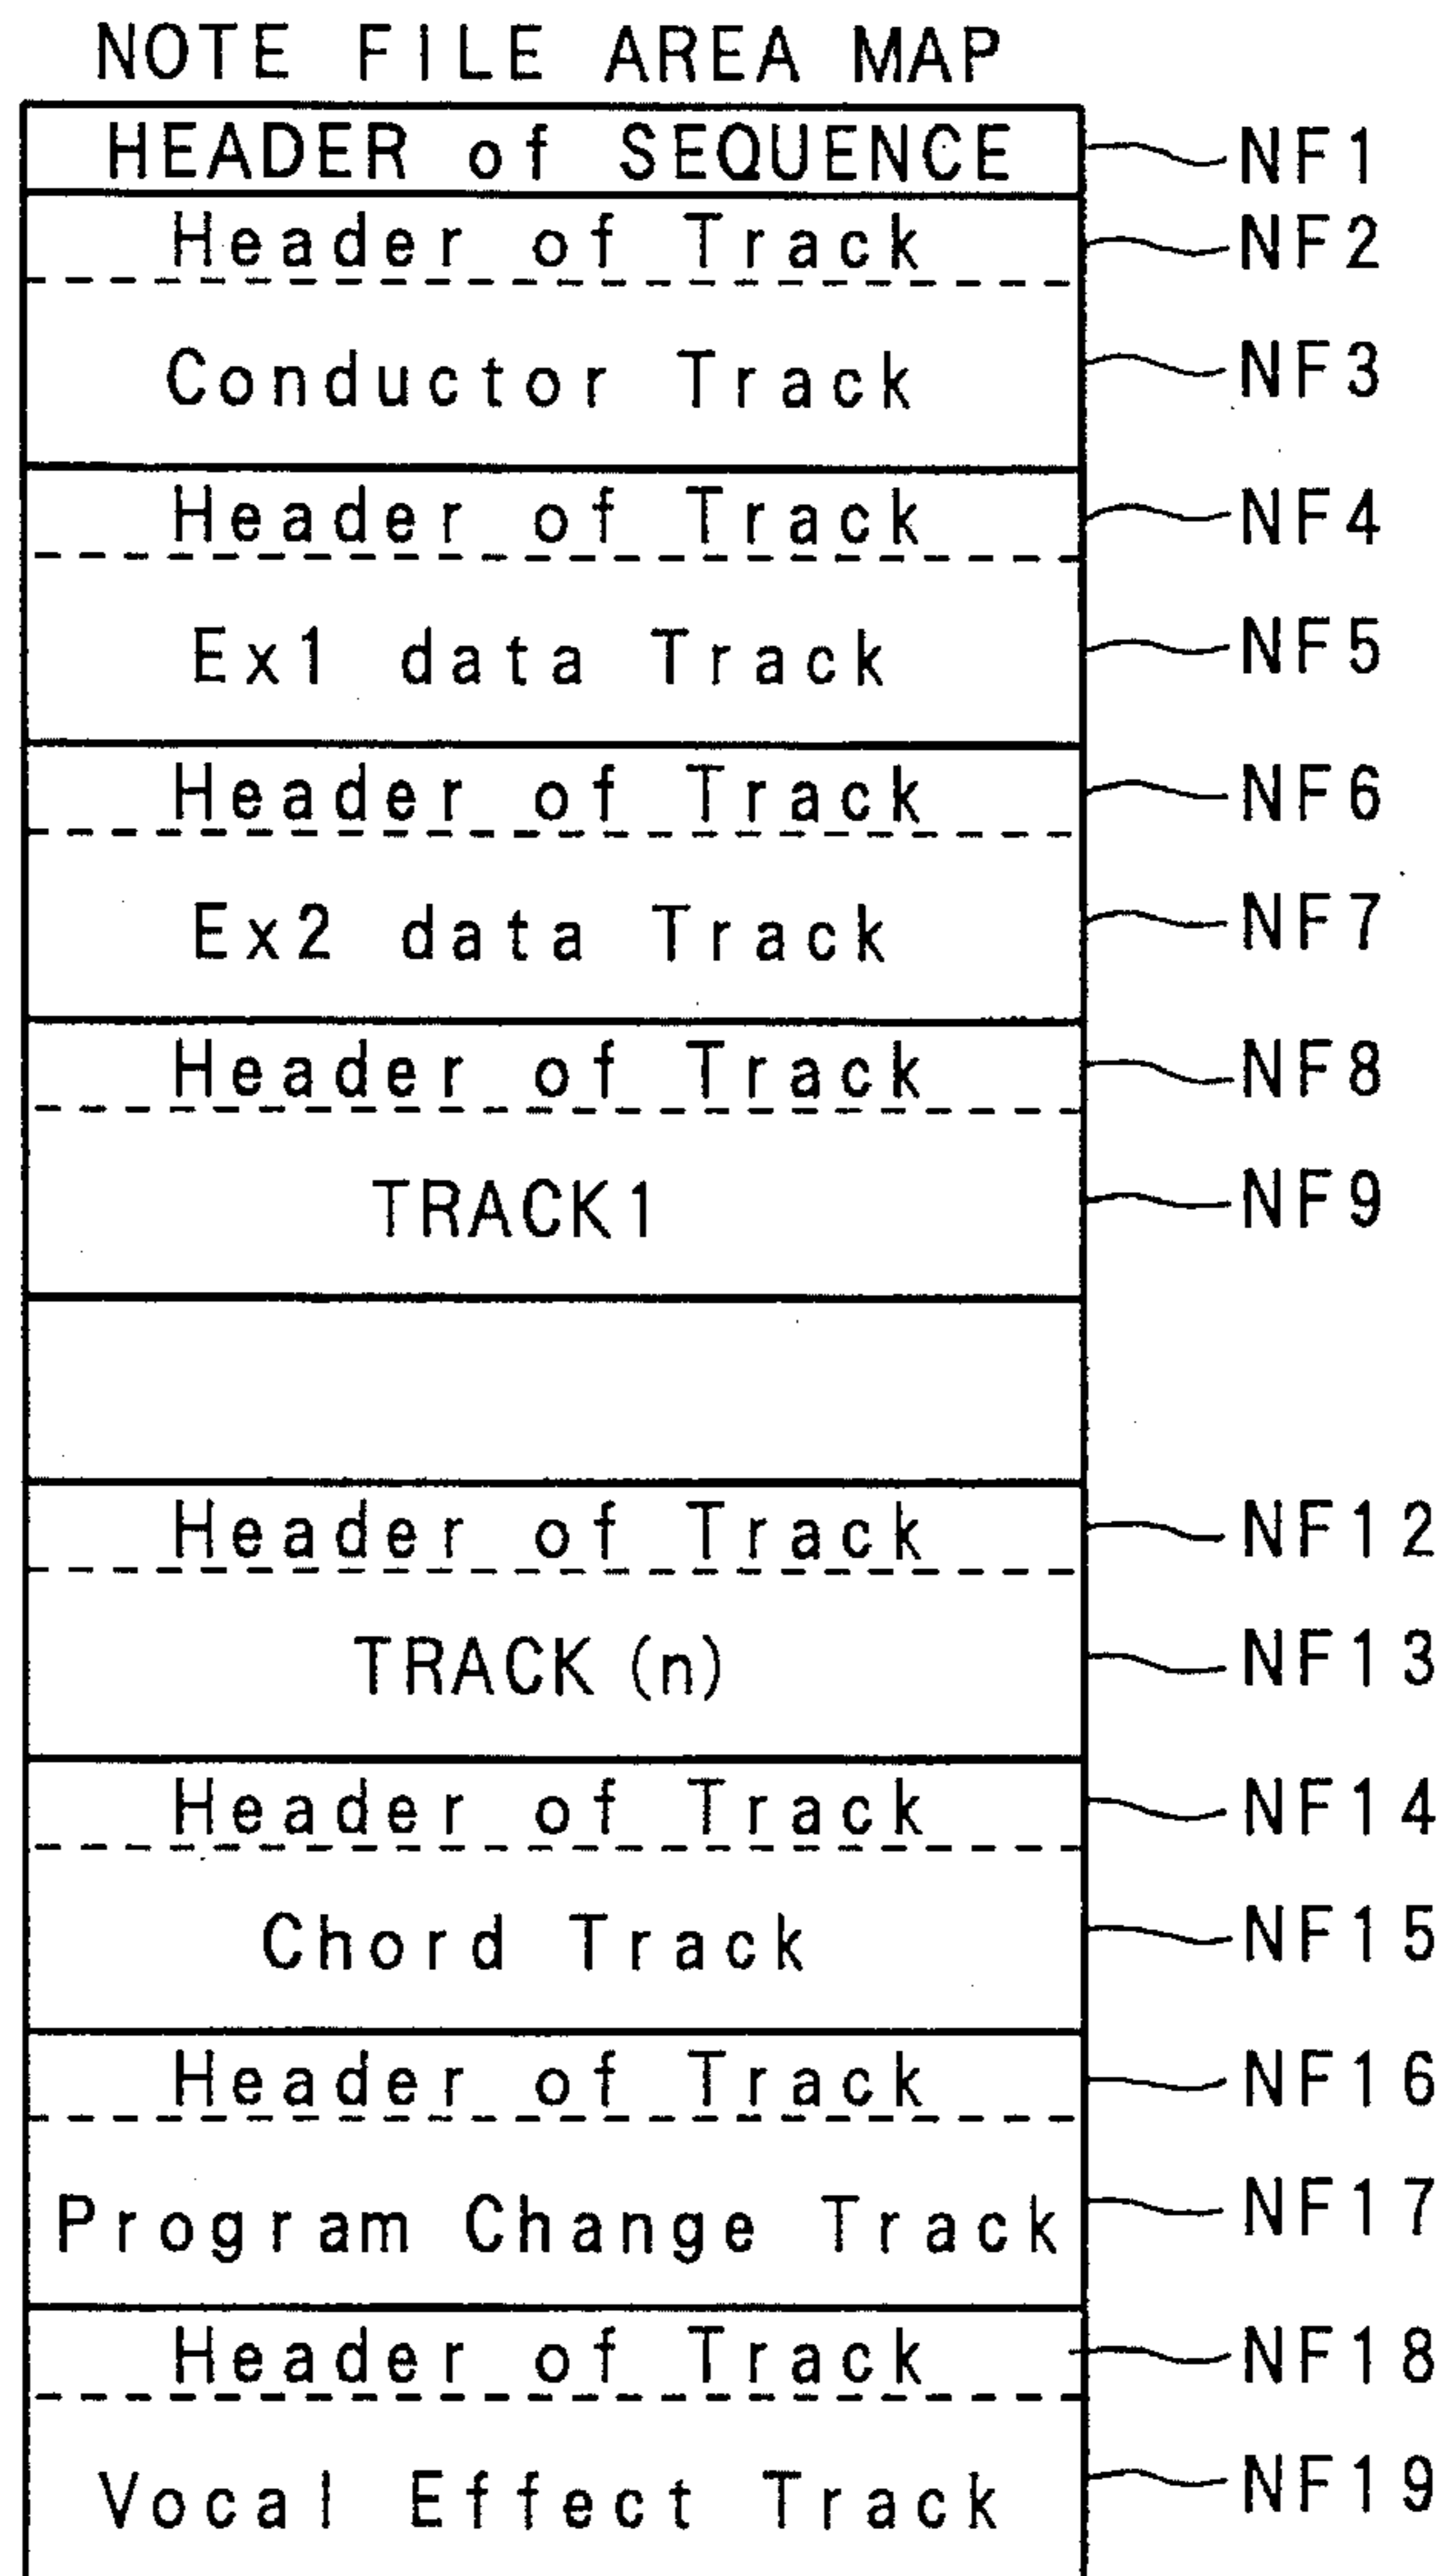 NOTE FILE AREA MAP
HEADER of SEQUENCE NF1
Header of Track NF2
Conductor Track NF3
Header of Track NF4
Ex1 data Track NF5
Header of Track NF6
Ex2 data Track NF7
Header of Track NF8
TRACK1 NF9
Header of Track NF12
TRACK (n) NF13
Header of Track NF14
Chord Track NF15
Header of Track NF16
Program Change Track NF17
Header of Track NF18
Vocal Effect Track NF19